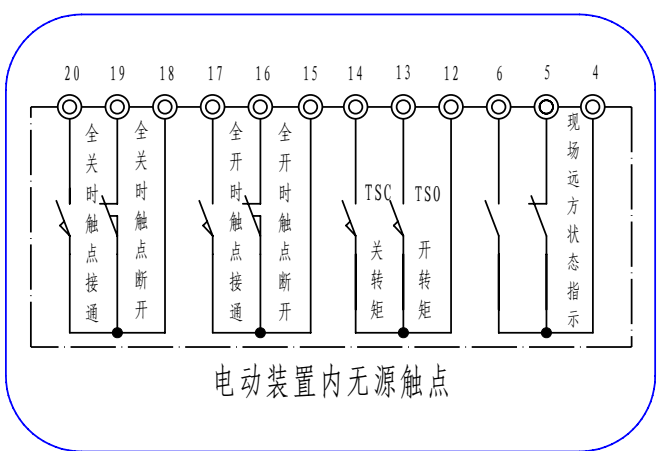 20 19 18 17 16 15 14 13 12 6 5 4
全关时触点接通
全关时触点断开
全开时触点接通
全开时触点断开
TSC
关转矩
TSO
开转矩
现场远方状态指示
电动装置内无源触点